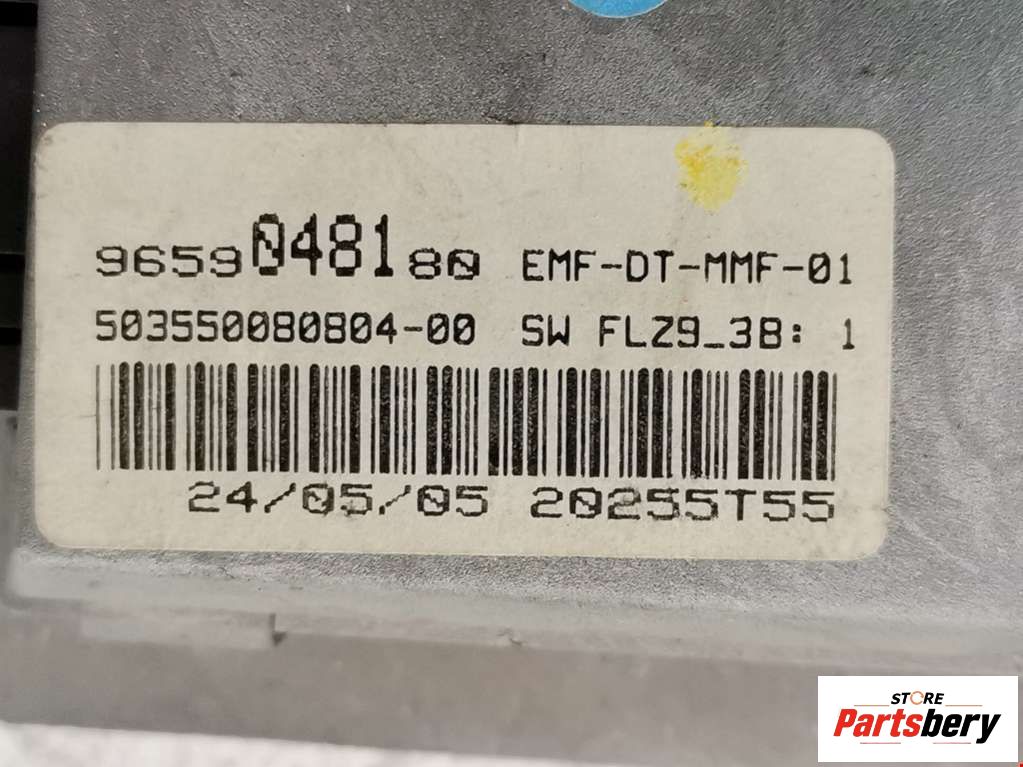 9659048180 EMF-DT-MMF-01
503550080804-00 SW FLZ9_3B: 1
24/05/05 20255T55
STORE
Partsbery